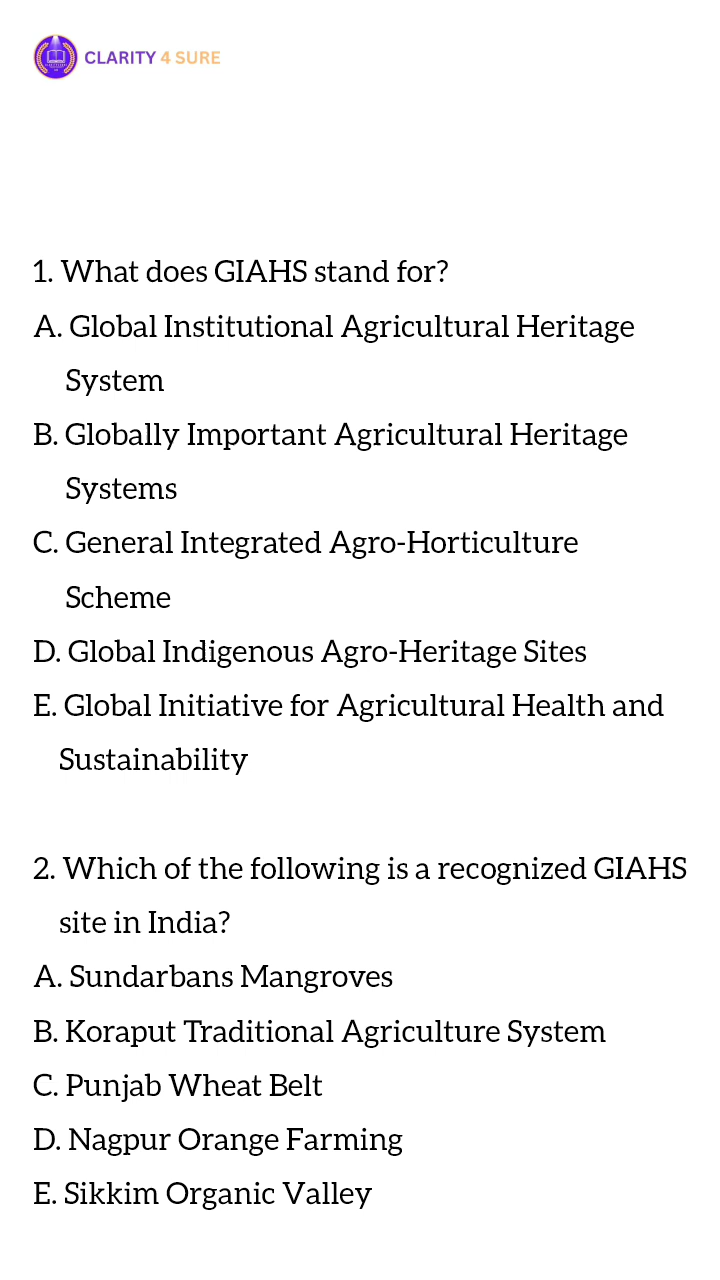 CLARITY 4 SURE
1. What does GIAHS stand for?
A. Global Institutional Agricultural Heritage
System
B. Globally Important Agricultural Heritage
Systems
C. General Integrated Agro-Horticulture
Scheme
D. Global Indigenous Agro-Heritage Sites
E. Global Initiative for Agricultural Health and
Sustainability
2. Which of the following is a recognized GIAHS
site in India?
A. Sundarbans Mangroves
B. Koraput Traditional Agriculture System
C. Punjab Wheat Belt
D. Nagpur Orange Farming
E. Sikkim Organic Valley